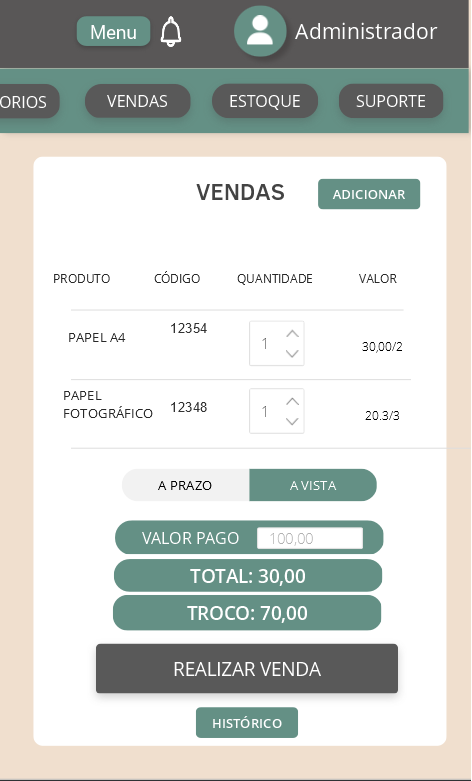 Menu
Administrador
ORIOS
VENDAS
ESTOQUE
SUPORTE
VENDAS
ADICIONAR
PRODUTO
CÓDIGO
QUANTIDADE
VALOR
PAPEL A4
12354
1
30,00/2
PAPEL
FOTOGRÁFICO
12348
1
20.3/3
A PRAZO
A VISTA
VALOR PAGO
100,00
TOTAL: 30,00
TROCO: 70,00
REALIZAR VENDA
HISTÓRICO